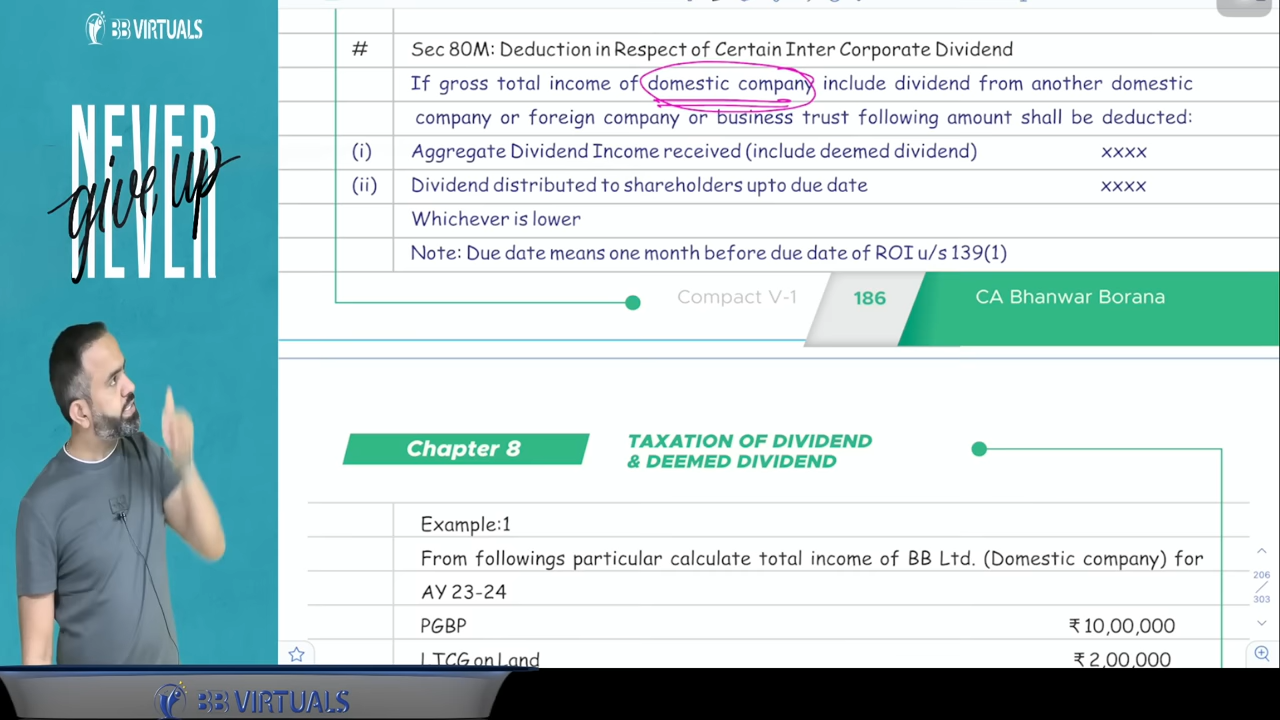 BB VIRTUALS
NEVER
give up
NEVER
# Sec 80M: Deduction in Respect of Certain Inter Corporate Dividend
If gross total income of domestic company include dividend from another domestic
company or foreign company or business trust following amount shall be deducted:
(i) Aggregate Dividend Income received (include deemed dividend) xxxx
(ii) Dividend distributed to shareholders upto due date xxxx
Whichever is lower
Note: Due date means one month before due date of ROI u/s 139(1)
Compact V-1 186 CA Bhanwar Borana
Chapter 8
TAXATION OF DIVIDEND
& DEEMED DIVIDEND
Example:1
From followings particular calculate total income of BB Ltd. (Domestic company) for
AY 23-24
PGBP ₹ 10,00,000
LTCG on Land ₹ 2,00,000
206
303
BB VIRTUALS